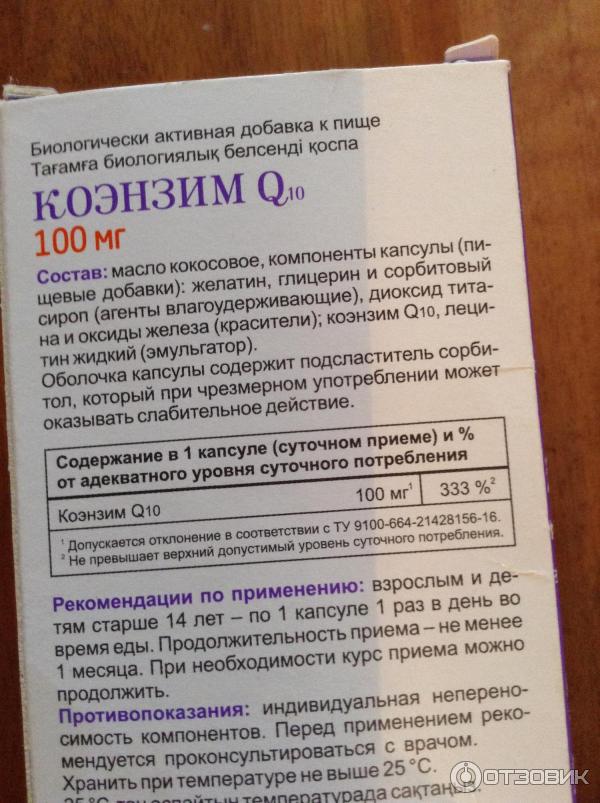 Биологически активная добавка к пище
Тағамға биологиялық белсенді қоспа
КОЭНЗИМ Q10
100 мг
Состав: масло кокосовое, компоненты капсулы (пи-
щевые добавки): желатин, глицерин и сорбитовый
сироп (агенты влагоудерживающие), диоксид тита-
на и оксиды железа (красители); коэнзим Q10, леци-
тин жидкий (эмульгатор).
Оболочка капсулы содержит подсластитель сорби-
тол, который при чрезмерном употреблении может
оказывать слабительное действие.
Содержание в 1 капсуле (суточном приеме) и %
от адекватного уровня суточного потребления
Коэнзим Q10 100 мг¹ 333 %²
¹ Допускается отклонение в соответствии с ТУ 9100-664-21428156-16.
² Не превышает верхний допустимый уровень суточного потребления.
Рекомендации по применению: взрослым и де-
тям старше 14 лет – по 1 капсуле 1 раз в день во
время еды. Продолжительность приема – не менее
1 месяца. При необходимости курс приема можно
продолжить.
Противопоказания: индивидуальная неперено-
симость компонентов. Перед применением реко-
мендуется проконсультироваться с врачом.
Хранить при температуре не выше 25 °С.
25 °С-тан аспайтын температурада сақтаңыз.
ОТЗОВИК